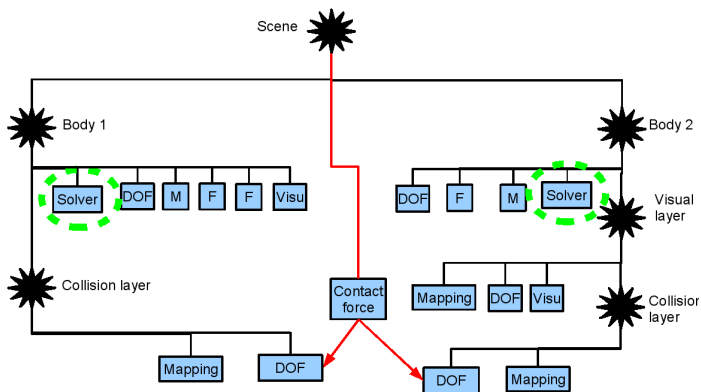 Scene
Body 1
Body 2
Solver
DOF
M
F
F
Visu
DOF
F
M
Solver
Visual
layer
Collision layer
Contact
force
Mapping
DOF
Visu
Collision
layer
Mapping
DOF
DOF
Mapping